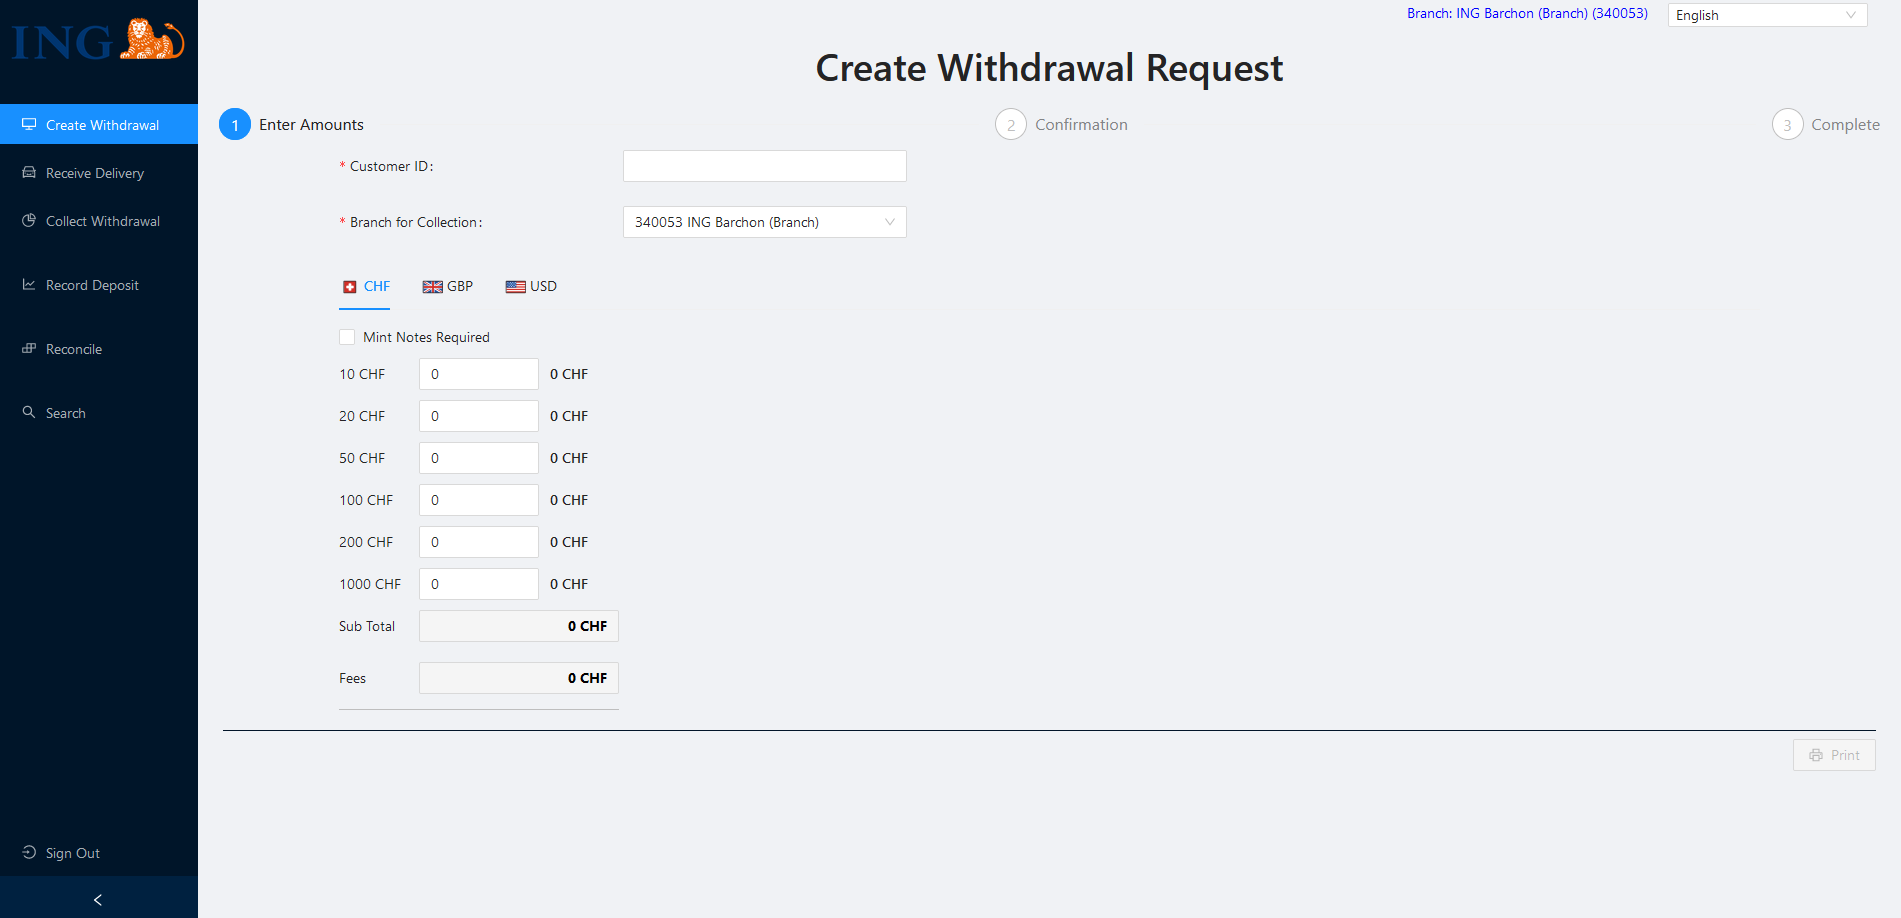 ING
Branch: ING Barchon (Branch) (340053)
English
Create Withdrawal Request
Create Withdrawal
Receive Delivery
Collect Withdrawal
Record Deposit
Reconcile
Search
Sign Out
1 Enter Amounts
2 Confirmation
3 Complete
* Customer ID:
* Branch for Collection: 340053 ING Barchon (Branch)
CHF GBP USD
Mint Notes Required
10 CHF 0 0 CHF
20 CHF 0 0 CHF
50 CHF 0 0 CHF
100 CHF 0 0 CHF
200 CHF 0 0 CHF
1000 CHF 0 0 CHF
Sub Total 0 CHF
Fees 0 CHF
Print